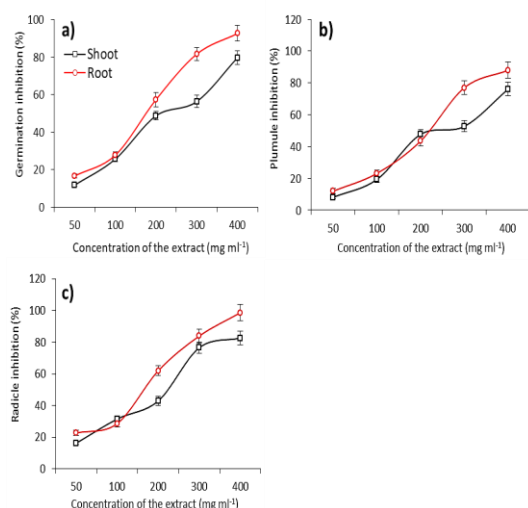 a)
Shoot
Root
Germination inhibition (%)
100
80
60
40
20
0
50 100 200 300 400
Concentration of the extract (mg ml⁻¹)
b)
Plumule inhibition (%)
120
100
80
60
40
20
0
50 100 200 300 400
Concentration of the extract (mg ml⁻¹)
c)
Radicle inhibition (%)
120
100
80
60
40
20
0
50 100 200 300 400
Concentration of the extract (mg ml⁻¹)